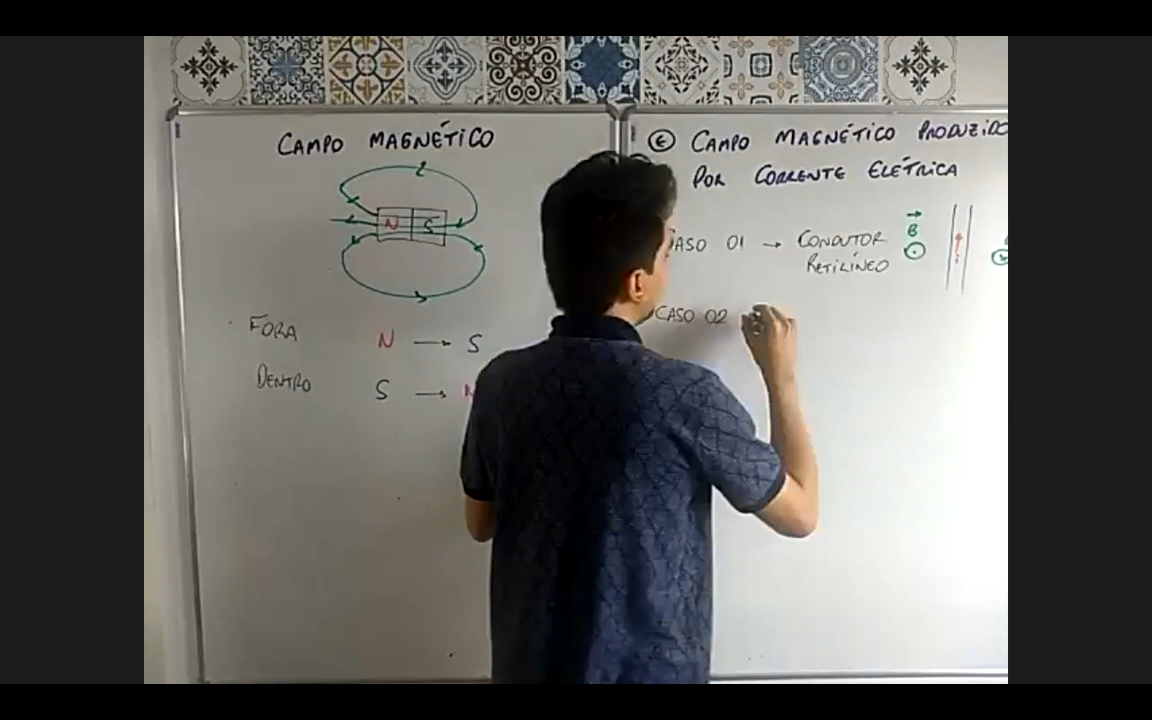 CAMPO MAGNÉTICO
N S
FORA N → S
DENTRO S →
E CAMPO MAGNÉTICO PRODUZIDO
POR CORRENTE ELÉTRICA
CASO 01 → CONDUTOR
RETILÍNEO
B
i
CASO 02